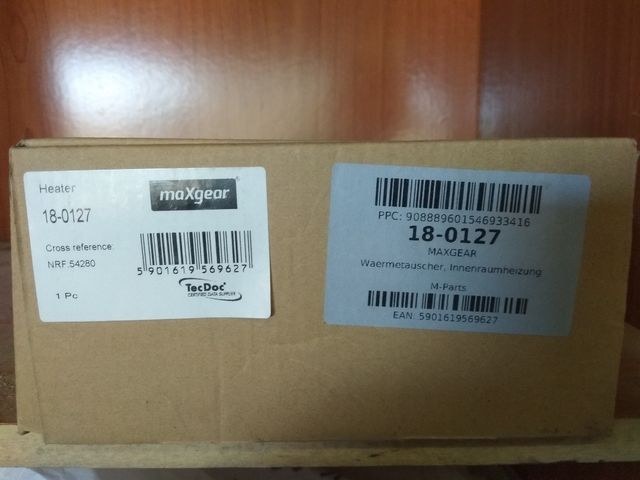 Heater
maXgear
18-0127
Cross reference:
NRF:54280
5 901619 569627
1 Pc
TecDoc
CERTIFIED DATA SUPPLIER
PPC: 908889601546933416
18-0127
MAXGEAR
Waermetauscher, Innenraumheizung
M-Parts
EAN: 5901619569627